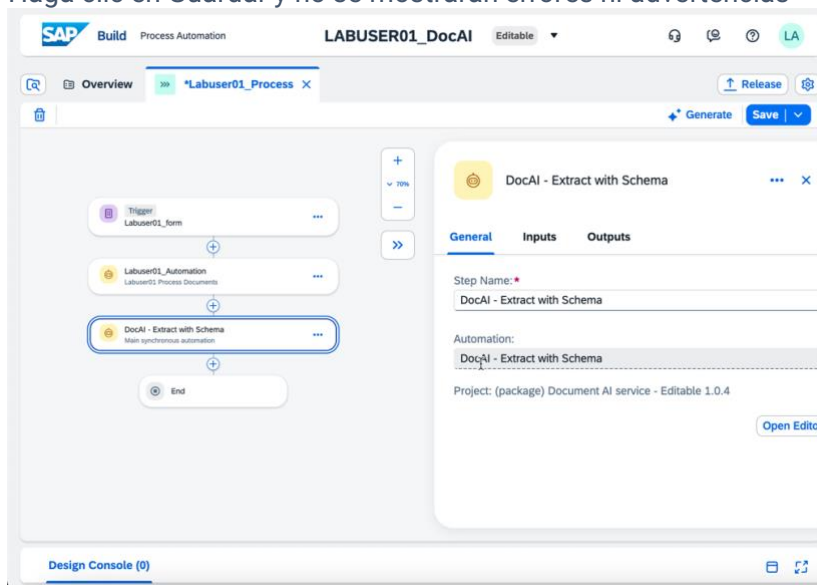 Haga clic en Guardar y no se mostrarán errores ni advertencias
SAP Build Process Automation LABUSER01_DocAI Editable LA
Overview *Labuser01_Process Release
Generate Save
70%
Trigger
Labuser01_form
Labuser01_Automation
Labuser01 Process Documents
DocAI - Extract with Schema
Main synchronous automation
End
DocAI - Extract with Schema
General Inputs Outputs
Step Name:*
DocAI - Extract with Schema
Automation:
DocAI - Extract with Schema
Project: (package) Document AI service - Editable 1.0.4
Open Edito
Design Console (0)